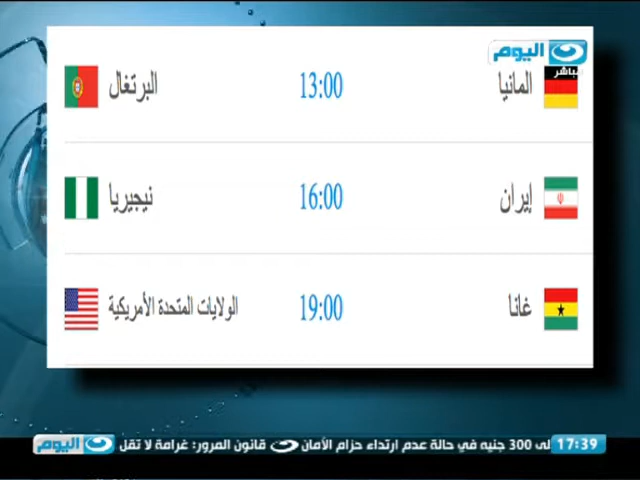 اليوم
مباشر
المانيا 13:00 البرتغال
إيران 16:00 نيجيريا
غانا 19:00 الولايات المتحدة الأمريكية
17:39 لى 300 جنيه في حالة عدم ارتداء حزام الأمان قانون المرور: غرامة لا تقل اليوم